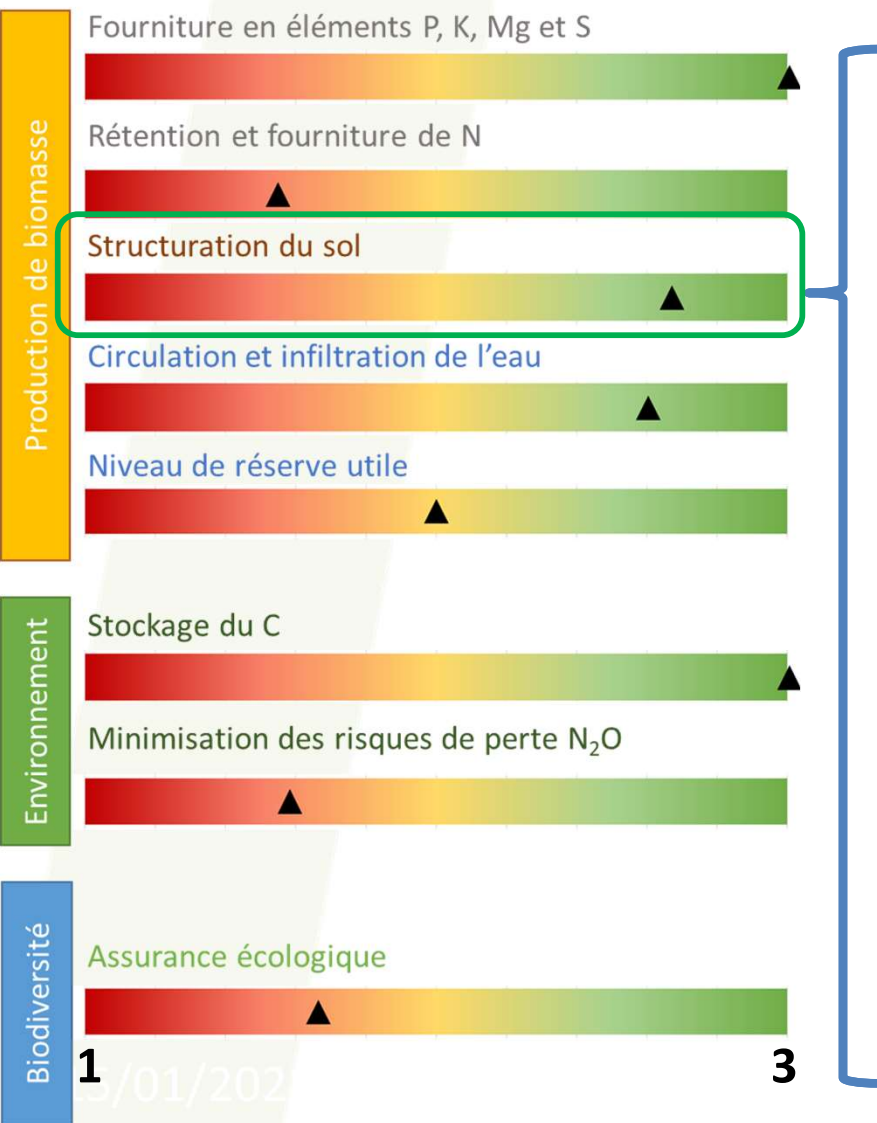 Production de biomasse
Fourniture en éléments P, K, Mg et S
Rétention et fourniture de N
Structuration du sol
Circulation et infiltration de l’eau
Niveau de réserve utile
Environnement
Stockage du C
Minimisation des risques de perte N₂O
Biodiversité
Assurance écologique
1
3